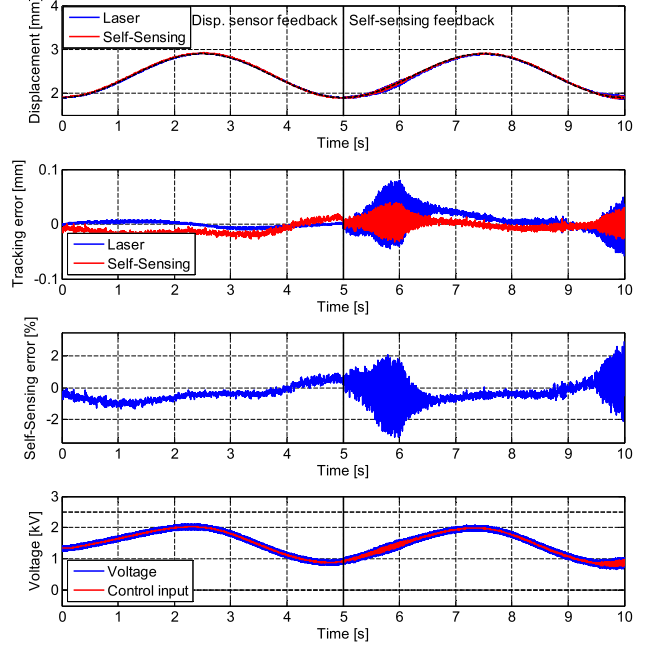 Displacement [mm]
4
3
2
Laser
Self-Sensing
Disp. sensor feedback
Self-sensing feedback
0 1 2 3 4 5 6 7 8 9 10
Time [s]
Tracking error [mm]
0.1
0
-0.1
Laser
Self-Sensing
0 1 2 3 4 5 6 7 8 9 10
Time [s]
Self-Sensing error [%]
2
0
-2
0 1 2 3 4 5 6 7 8 9 10
Time [s]
Voltage [kV]
3
2
1
0
Voltage
Control input
0 1 2 3 4 5 6 7 8 9 10
Time [s]